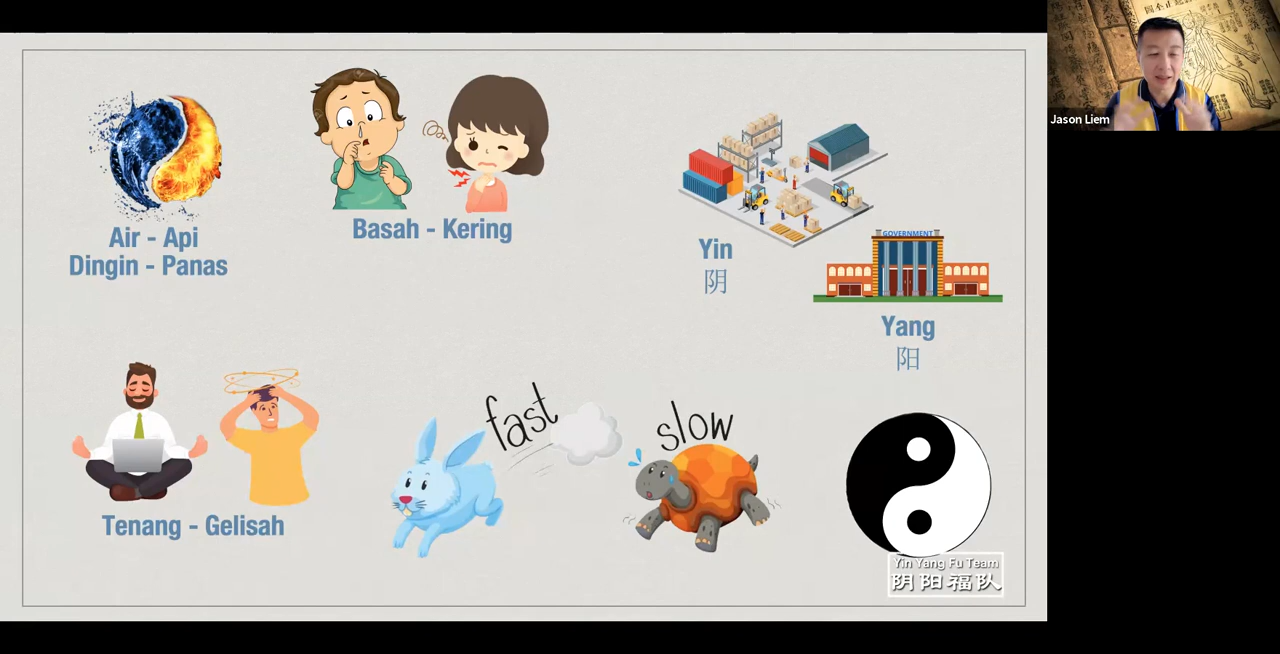 Air - Api
Dingin - Panas
Basah - Kering
GOVERNMENT
Yin
阴
Yang
阳
Tenang - Gelisah
fast
slow
Yin Yang Fu Team
阴阳福队
Jason Liem